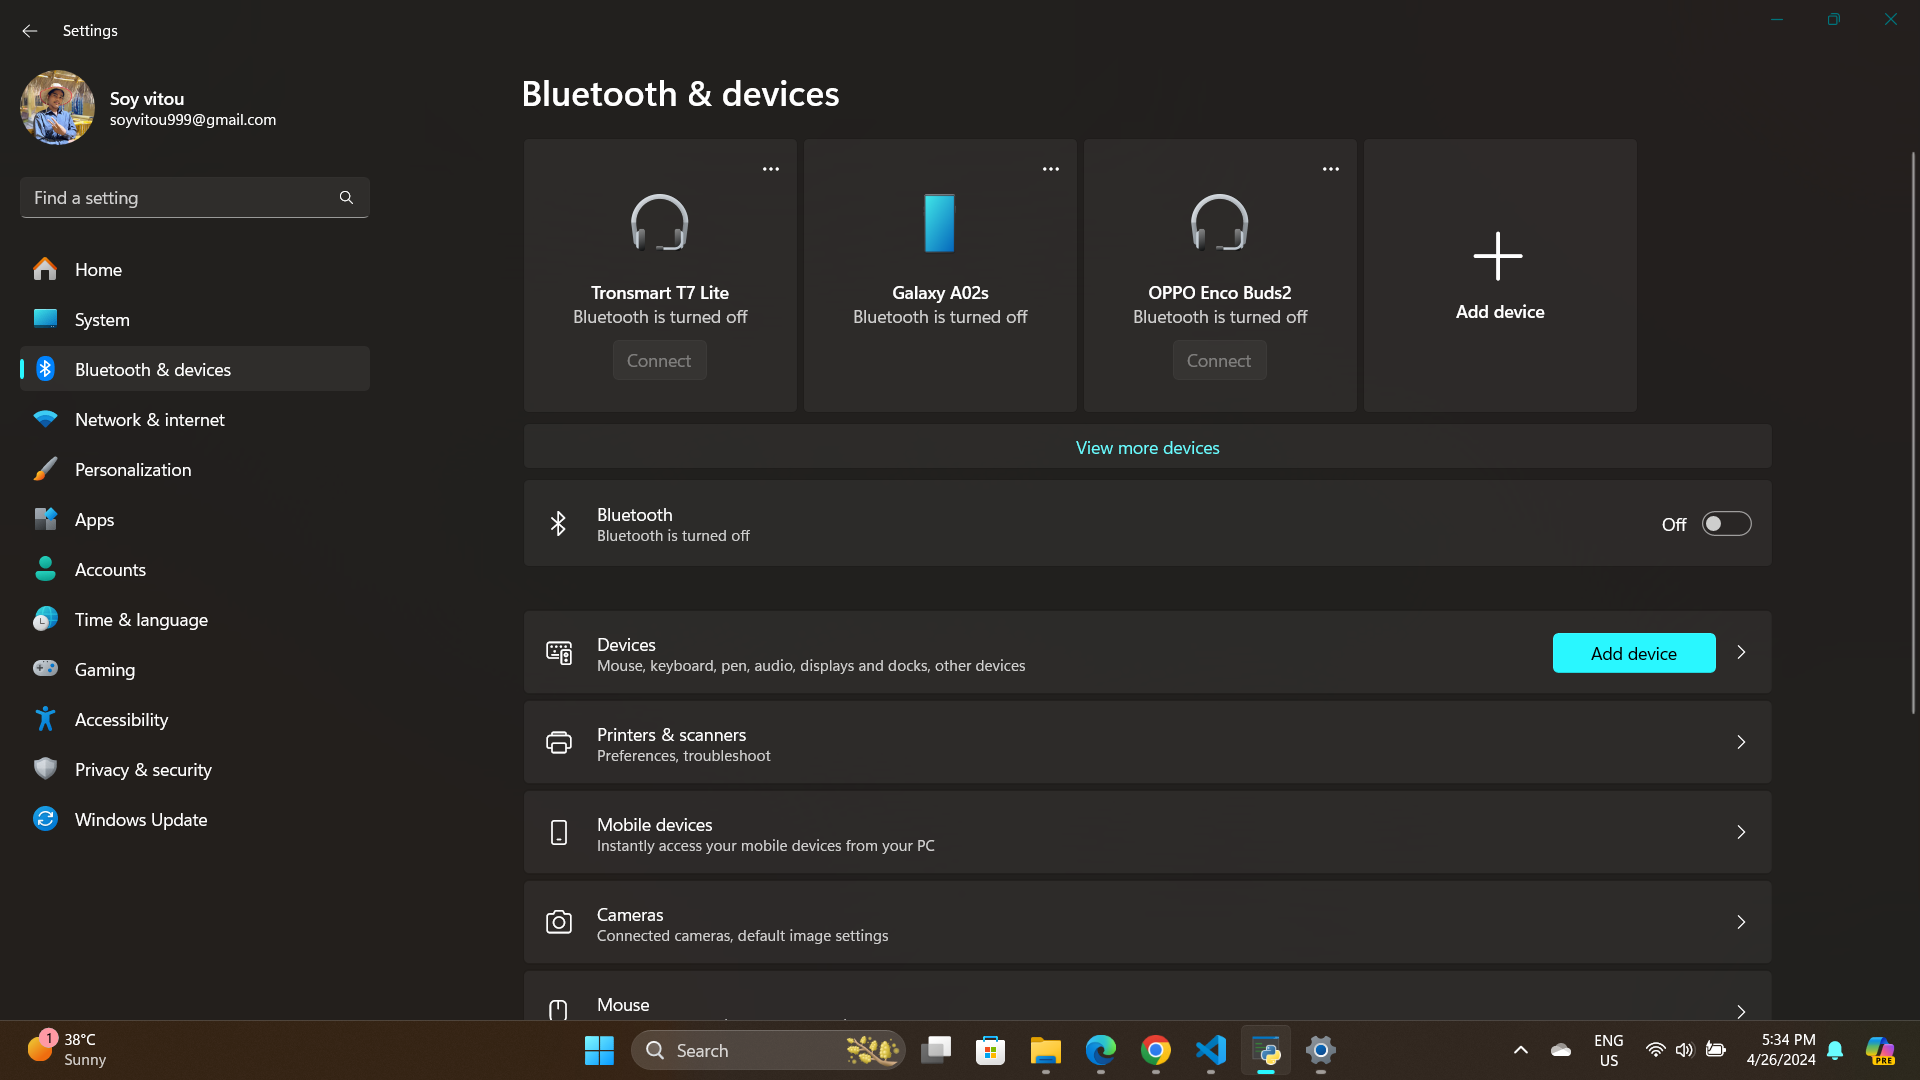 Settings
Soy vitou
soyvitou999@gmail.com
Find a setting
Home
System
Bluetooth & devices
Network & internet
Personalization
Apps
Accounts
Time & language
Gaming
Accessibility
Privacy & security
Windows Update
Bluetooth & devices
Tronsmart T7 Lite
Bluetooth is turned off
Connect
Galaxy A02s
Bluetooth is turned off
OPPO Enco Buds2
Bluetooth is turned off
Connect
Add device
View more devices
Bluetooth
Bluetooth is turned off
Off
Devices
Mouse, keyboard, pen, audio, displays and docks, other devices
Add device
Printers & scanners
Preferences, troubleshoot
Mobile devices
Instantly access your mobile devices from your PC
Cameras
Connected cameras, default image settings
Mouse
1
38°C
Sunny
Search
ENG
US
5:34 PM
4/26/2024
PRE